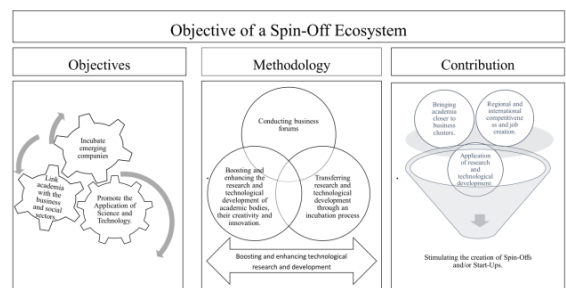 Objective of a Spin-Off Ecosystem
Objectives
Methodology
Contribution
Incubate
emerging
companies
Link
academia
with the
business
and social
sectors.
Promote the
Application of
Science and
Technology.
Conducting business
forums
Boosting and
enhancing the
research and
technological
development of
academic bodies,
their creativity and
innovation.
Transferring
research and
technological
development
through an
incubation process
Boosting and enhancing technological
research and development
Bringing
academia
closer to
business
clusters.
Regional and
international
competitivene
ss and job
creation.
Application
of research
and
technological
development.
Stimulating the creation of Spin-Offs
and/or Start-Ups.